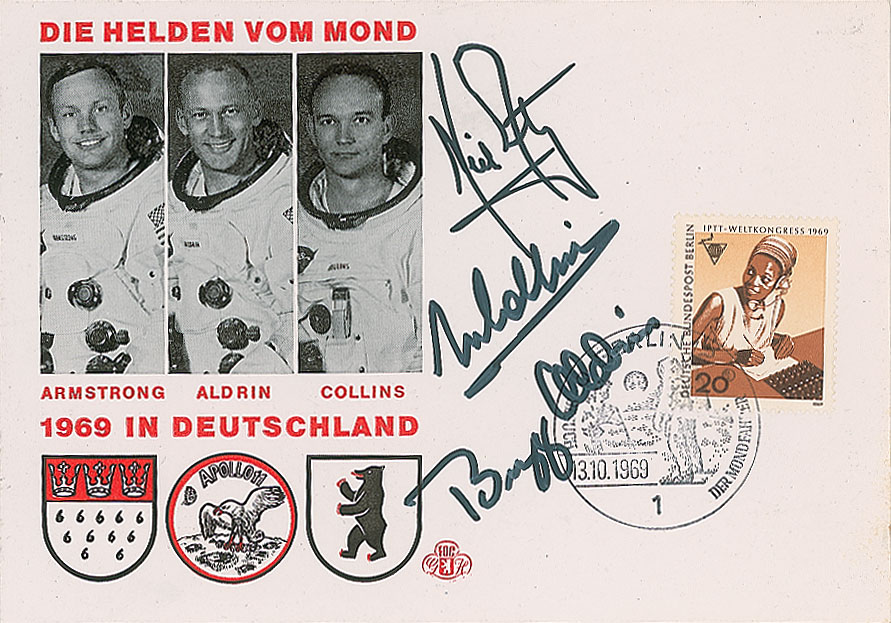 DIE HELDEN VOM MOND
ARMSTRONG
ALDRIN
COLLINS
ARMSTRONG ALDRIN COLLINS
1969 IN DEUTSCHLAND
APOLLO 11
Neil Armstrong
M Collins
Buzz Aldrin
IPTT-WELTKONGRESS 1969
DEUTSCHE BUNDESPOST BERLIN
20
13.10.1969
DER MONDFAHRER
1
FDC